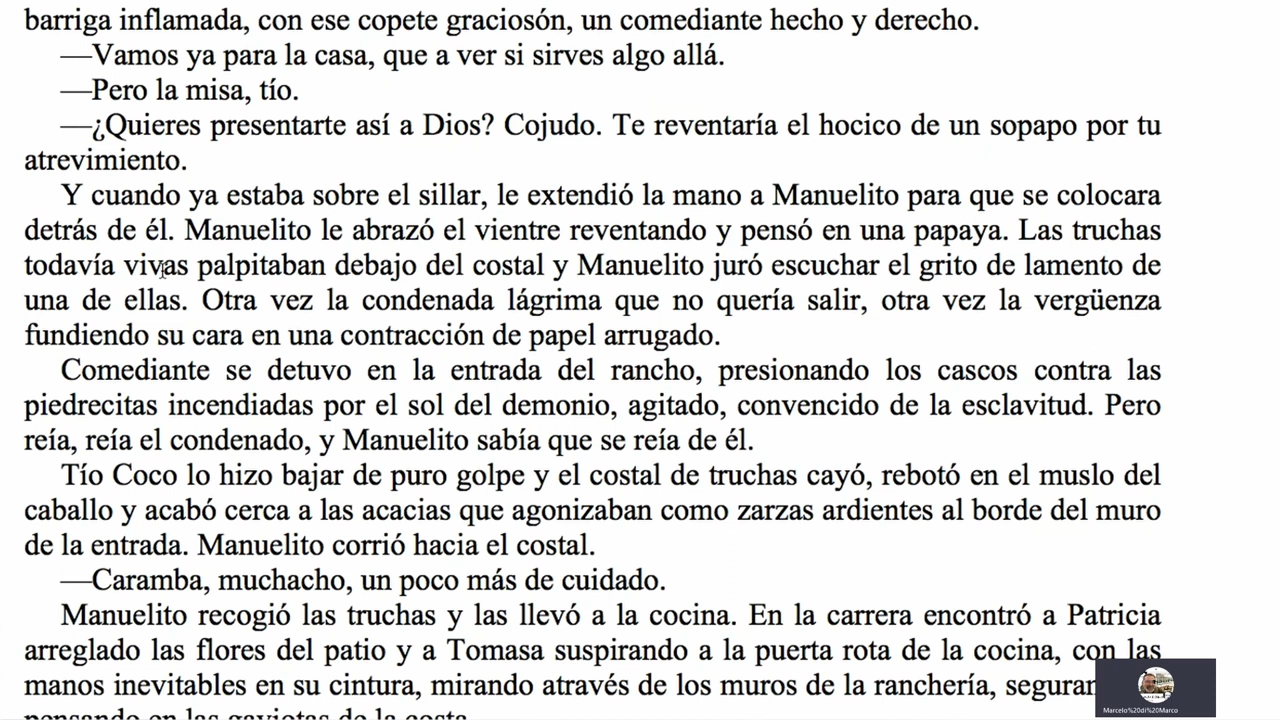 barriga inflamada, con ese copete graciosón, un comediante hecho y derecho.
—Vamos ya para la casa, que a ver si sirves algo allá.
—Pero la misa, tío.
—¿Quieres presentarte así a Dios? Cojudo. Te reventaría el hocico de un sopapo por tu
atrevimiento.
Y cuando ya estaba sobre el sillar, le extendió la mano a Manuelito para que se colocara
detrás de él. Manuelito le abrazó el vientre reventando y pensó en una papaya. Las truchas
todavía vivas palpitaban debajo del costal y Manuelito juró escuchar el grito de lamento de
una de ellas. Otra vez la condenada lágrima que no quería salir, otra vez la vergüenza
fundiendo su cara en una contracción de papel arrugado.
Comediante se detuvo en la entrada del rancho, presionando los cascos contra las
piedrecitas incendiadas por el sol del demonio, agitado, convencido de la esclavitud. Pero
reía, reía el condenado, y Manuelito sabía que se reía de él.
Tío Coco lo hizo bajar de puro golpe y el costal de truchas cayó, rebotó en el muslo del
caballo y acabó cerca a las acacias que agonizaban como zarzas ardientes al borde del muro
de la entrada. Manuelito corrió hacia el costal.
—Caramba, muchacho, un poco más de cuidado.
Manuelito recogió las truchas y las llevó a la cocina. En la carrera encontró a Patricia
arreglado las flores del patio y a Tomasa suspirando a la puerta rota de la cocina, con las
manos inevitables en su cintura, mirando através de los muros de la ranchería,
pensando en las gaviotas de la costa
Marcelo%20di%20Marco